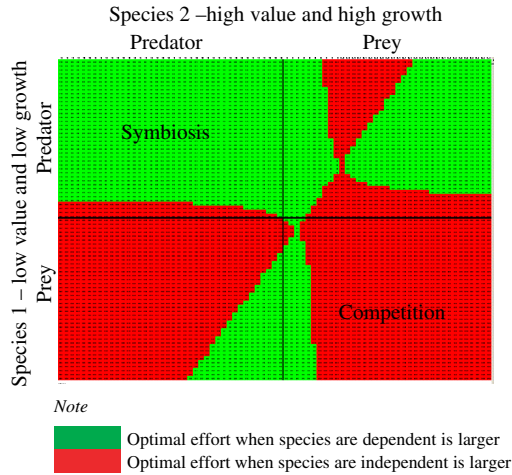 Species 2 –high value and high growth
Predator Prey
Species 1 – low value and low growth
Predator
Prey
Symbiosis
Competition
Note
Optimal effort when species are dependent is larger
Optimal effort when species are independent is larger